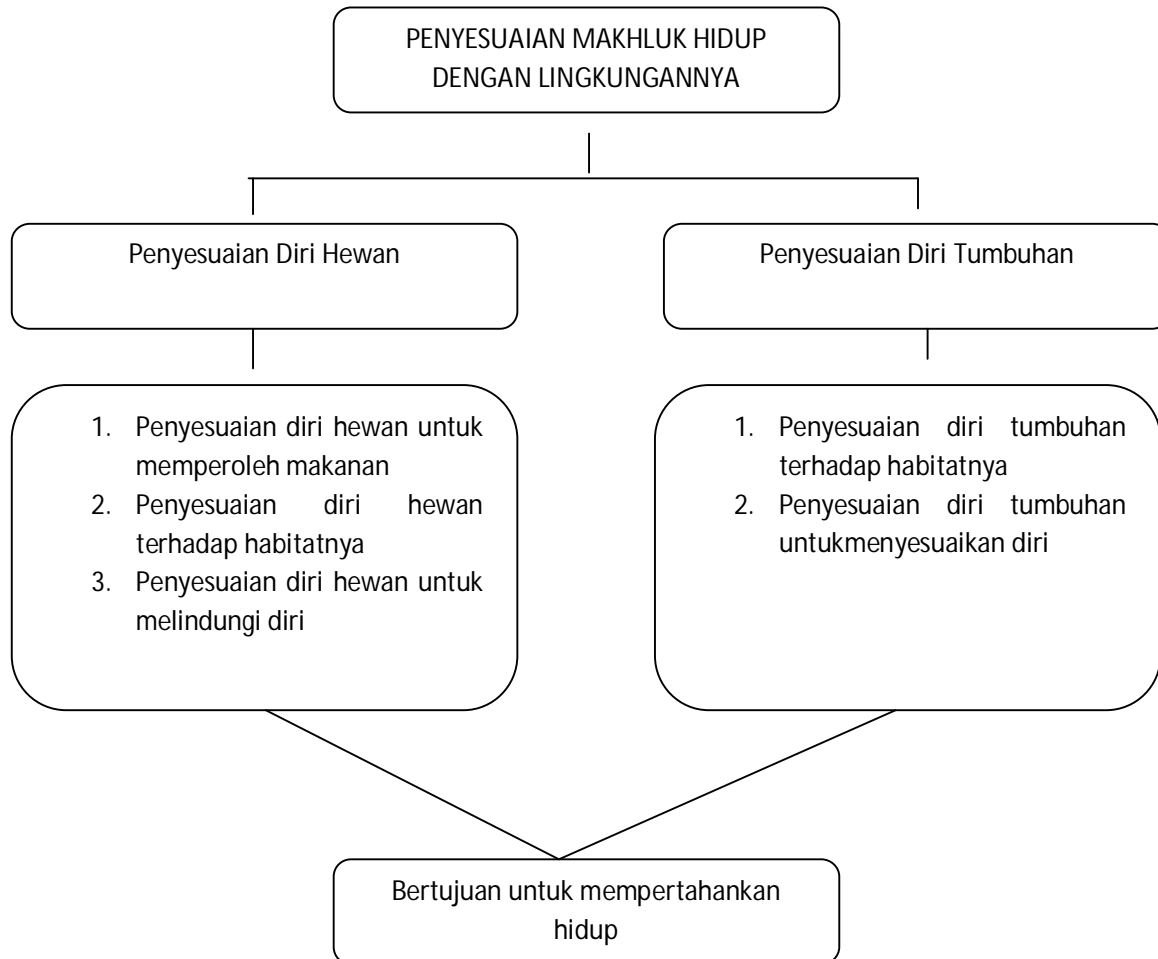 PENYESUAIAN MAKHLUK HIDUP
DENGAN LINGKUNGANNYA
Penyesuaian Diri Hewan
Penyesuaian Diri Tumbuhan
1. Penyesuaian diri hewan untuk
memperoleh makanan
2. Penyesuaian diri hewan
terhadap habitatnya
3. Penyesuaian diri hewan untuk
melindungi diri
1. Penyesuaian diri tumbuhan
terhadap habitatnya
2. Penyesuaian diri tumbuhan
untukmenyesuaikan diri
Bertujuan untuk mempertahankan
hidup